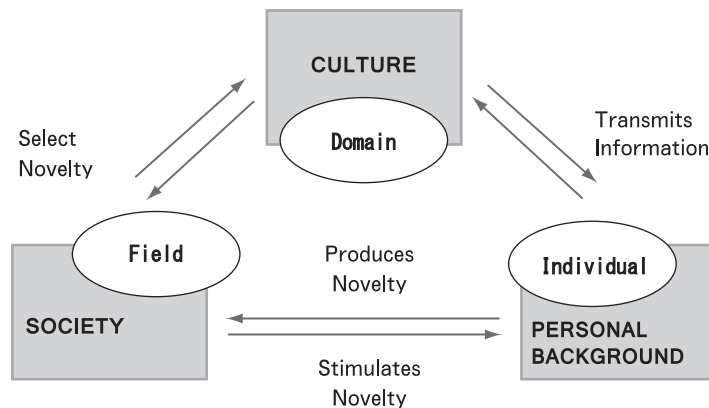 CULTURE
Domain
Select
Novelty
Transmits
Information
Field
SOCIETY
Produces
Novelty
Stimulates
Novelty
Individual
PERSONAL
BACKGROUND